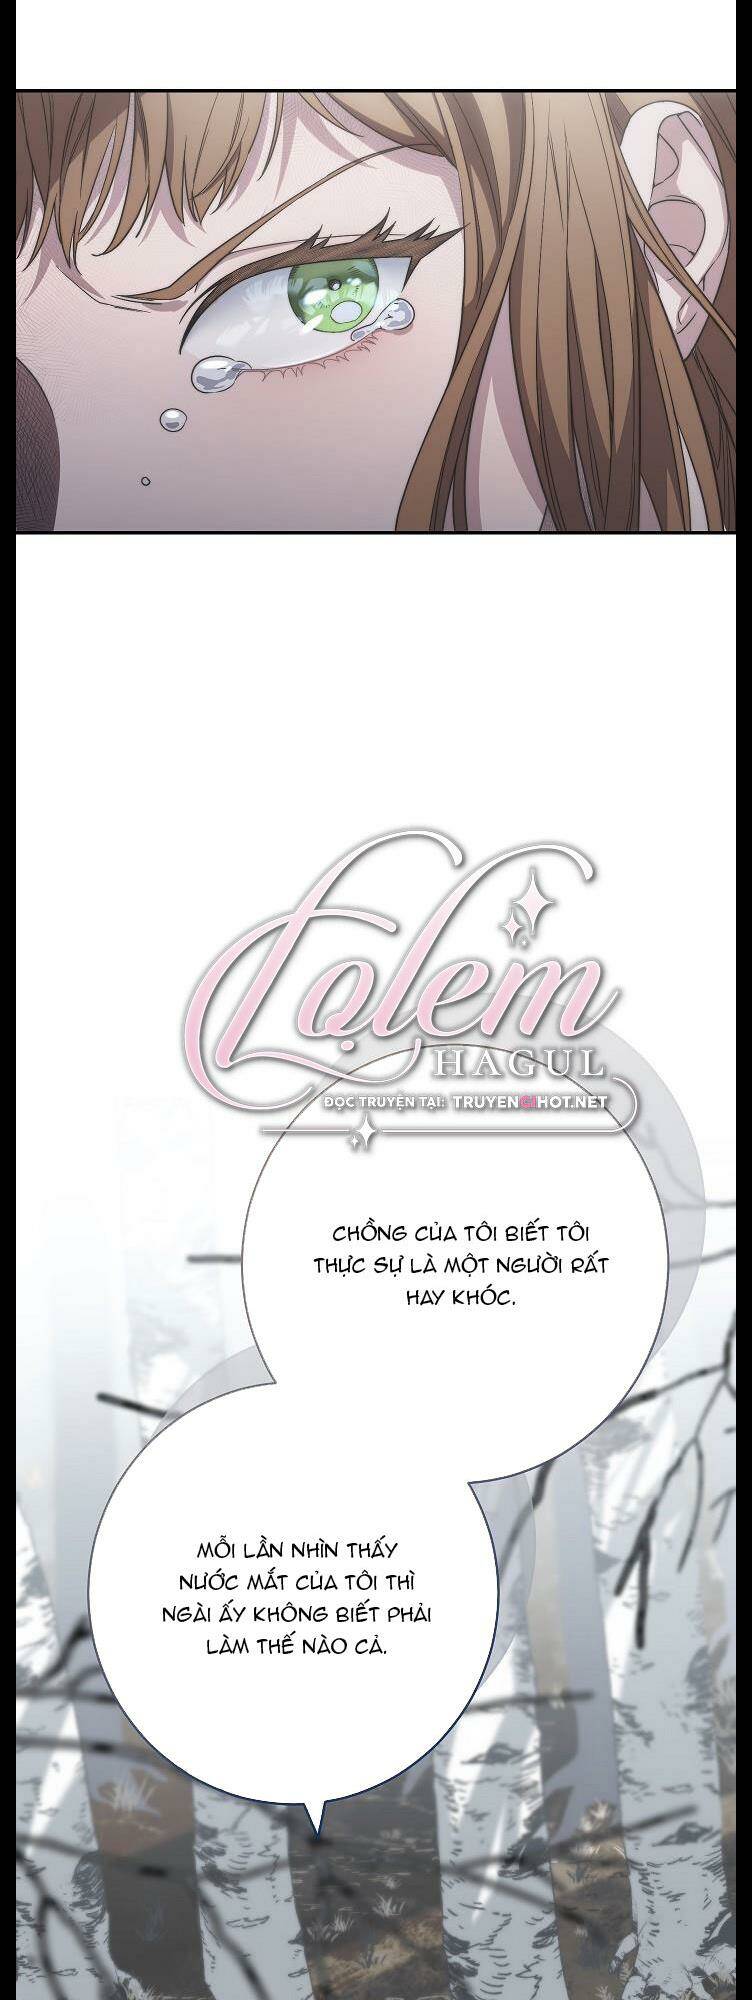 Lọlem
HAGUL
ĐỌC TRUYỆN TẠI: TRUYENGIHOT.NET
CHỒNG CỦA TÔI BIẾT TÔI
THỰC SỰ LÀ MỘT NGƯỜI RẤT
HAY KHÓC.
MỖI LẦN NHÌN THẤY
NƯỚC MẮT CỦA TÔI THÌ
NGÀI ẤY KHÔNG BIẾT PHẢI
LÀM THẾ NÀO CẢ.